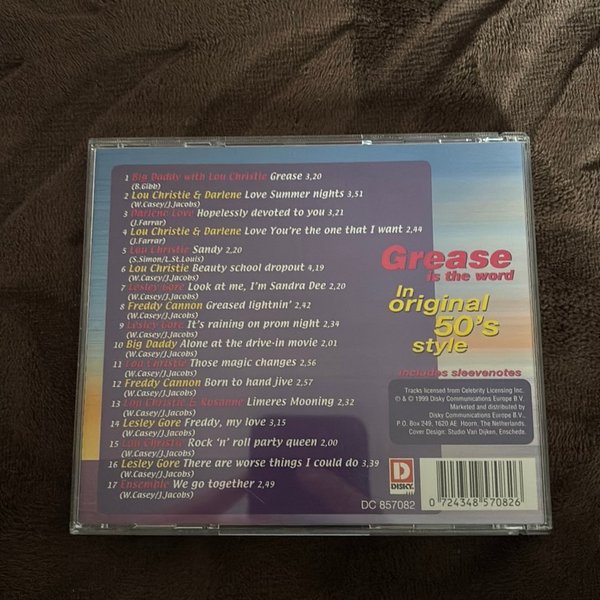 1 Big Daddy with Lou Christie Grease 3,20
(B.Gibb)
2 Lou Christie & Darlene Love Summer nights 3,51
(W.Casey/J.Jacobs)
3 Darlene Love Hopelessly devoted to you 3,21
(J.Farrar)
4 Lou Christie & Darlene Love You're the one that I want 2,44
(J.Farrar)
5 Lou Christie Sandy 2,20
(S.Simon/L.St.Louis)
6 Lou Christie Beauty school dropout 4,19
(W.Casey/J.Jacobs)
7 Lesley Gore Look at me, I'm Sandra Dee 2,20
(W.Casey/J.Jacobs)
8 Freddy Cannon Greased lightnin' 2,42
(W.Casey/J.Jacobs)
9 Lesley Gore It's raining on prom night 2,34
(W.Casey/J.Jacobs)
10 Big Daddy Alone at the drive-in movie 2,01
(W.Casey/J.Jacobs)
11 Lou Christie Those magic changes 2,56
(W.Casey/J.Jacobs)
12 Freddy Cannon Born to hand jive 2,57
(W.Casey/J.Jacobs)
13 Lou Christie & Rosanne Limeres Mooning 2,32
(W.Casey/J.Jacobs)
14 Lesley Gore Freddy, my love 3,15
(W.Casey/J.Jacobs)
15 Lou Christie Rock 'n' roll party queen 2,00
(W.Casey/J.Jacobs)
16 Lesley Gore There are worse things I could do 3,39
(W.Casey/J.Jacobs)
17 Ensemble We go together 2,49
(W.Casey/J.Jacobs)
Grease
is the word
In
original
50's
style
includes sleevenotes
Tracks licensed from Celebrity Licensing Inc.
℗ & © 1999 Disky Communications Europe B.V.
Marketed and distributed by
Disky Communications Europe B.V.,
P.O. Box 249, 1620 AE Hoorn. The Netherlands.
Cover Design: Studio Van Dijken, Enschede.
D
DISKY
DC 857082
0 724348 570826